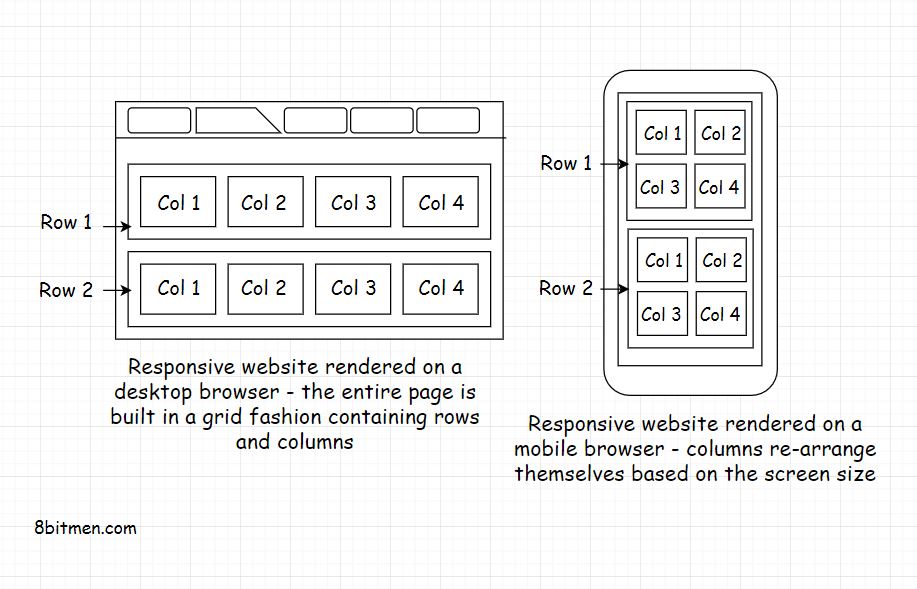 Row 1
Col 1 Col 2 Col 3 Col 4
Row 2
Col 1 Col 2 Col 3 Col 4
Responsive website rendered on a
desktop browser - the entire page is
built in a grid fashion containing rows
and columns
Row 1
Col 1 Col 2
Col 3 Col 4
Row 2
Col 1 Col 2
Col 3 Col 4
Responsive website rendered on a
mobile browser - columns re-arrange
themselves based on the screen size
8bitmen.com